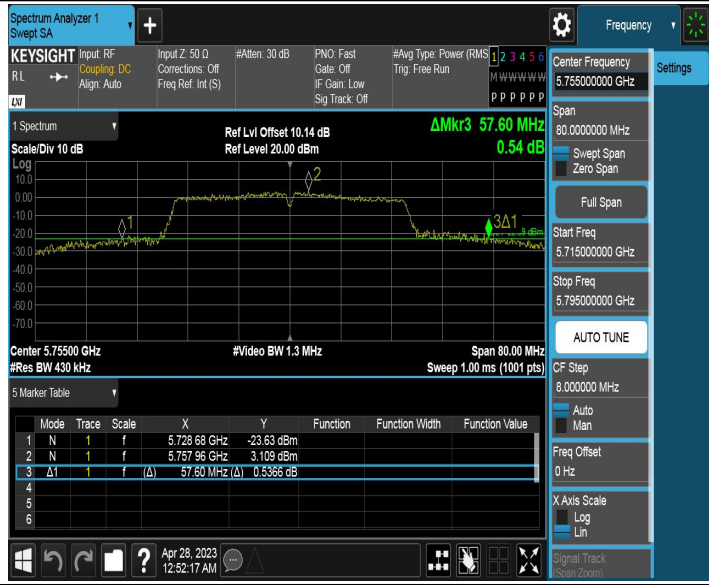 Spectrum Analyzer 1
Swept SA
+
Frequency
KEYSIGHT
RL
LXI
Input: RF
Coupling: DC
Align: Auto
Input Z: 50 Ω
Corrections: Off
Freq Ref: Int (S)
#Atten: 30 dB
PNO: Fast
Gate: Off
IF Gain: Low
Sig Track: Off
#Avg Type: Power (RMS
Trig: Free Run
1 2 3 4 5 6
M W W W W W
P P P P P P
1 Spectrum
Scale/Div 10 dB
Ref Lvl Offset 10.14 dB
Ref Level 20.00 dBm
ΔMkr3 57.60 MHz
0.54 dB
Log
10.0
0.00
-10.0
-20.0
-30.0
-40.0
-50.0
-60.0
-70.0
1
2
3Δ1
dBm
Center 5.75500 GHz
#Video BW 1.3 MHz
Span 80.00 MHz
#Res BW 430 kHz
Sweep 1.00 ms (1001 pts)
5 Marker Table
Mode Trace Scale X Y Function Function Width Function Value
1 N 1 f 5.728 68 GHz -23.63 dBm
2 N 1 f 5.757 96 GHz 3.109 dBm
3 Δ1 1 f (Δ) 57.60 MHz (Δ) 0.5366 dB
4
5
6
?
Apr 28, 2023
12:52:17 AM
Center Frequency
5.755000000 GHz
Span
80.0000000 MHz
Swept Span
Zero Span
Full Span
Start Freq
5.715000000 GHz
Stop Freq
5.795000000 GHz
AUTO TUNE
CF Step
8.000000 MHz
Auto
Man
Freq Offset
0 Hz
X Axis Scale
Log
Lin
Signal Track
(Span Zoom)
Settings